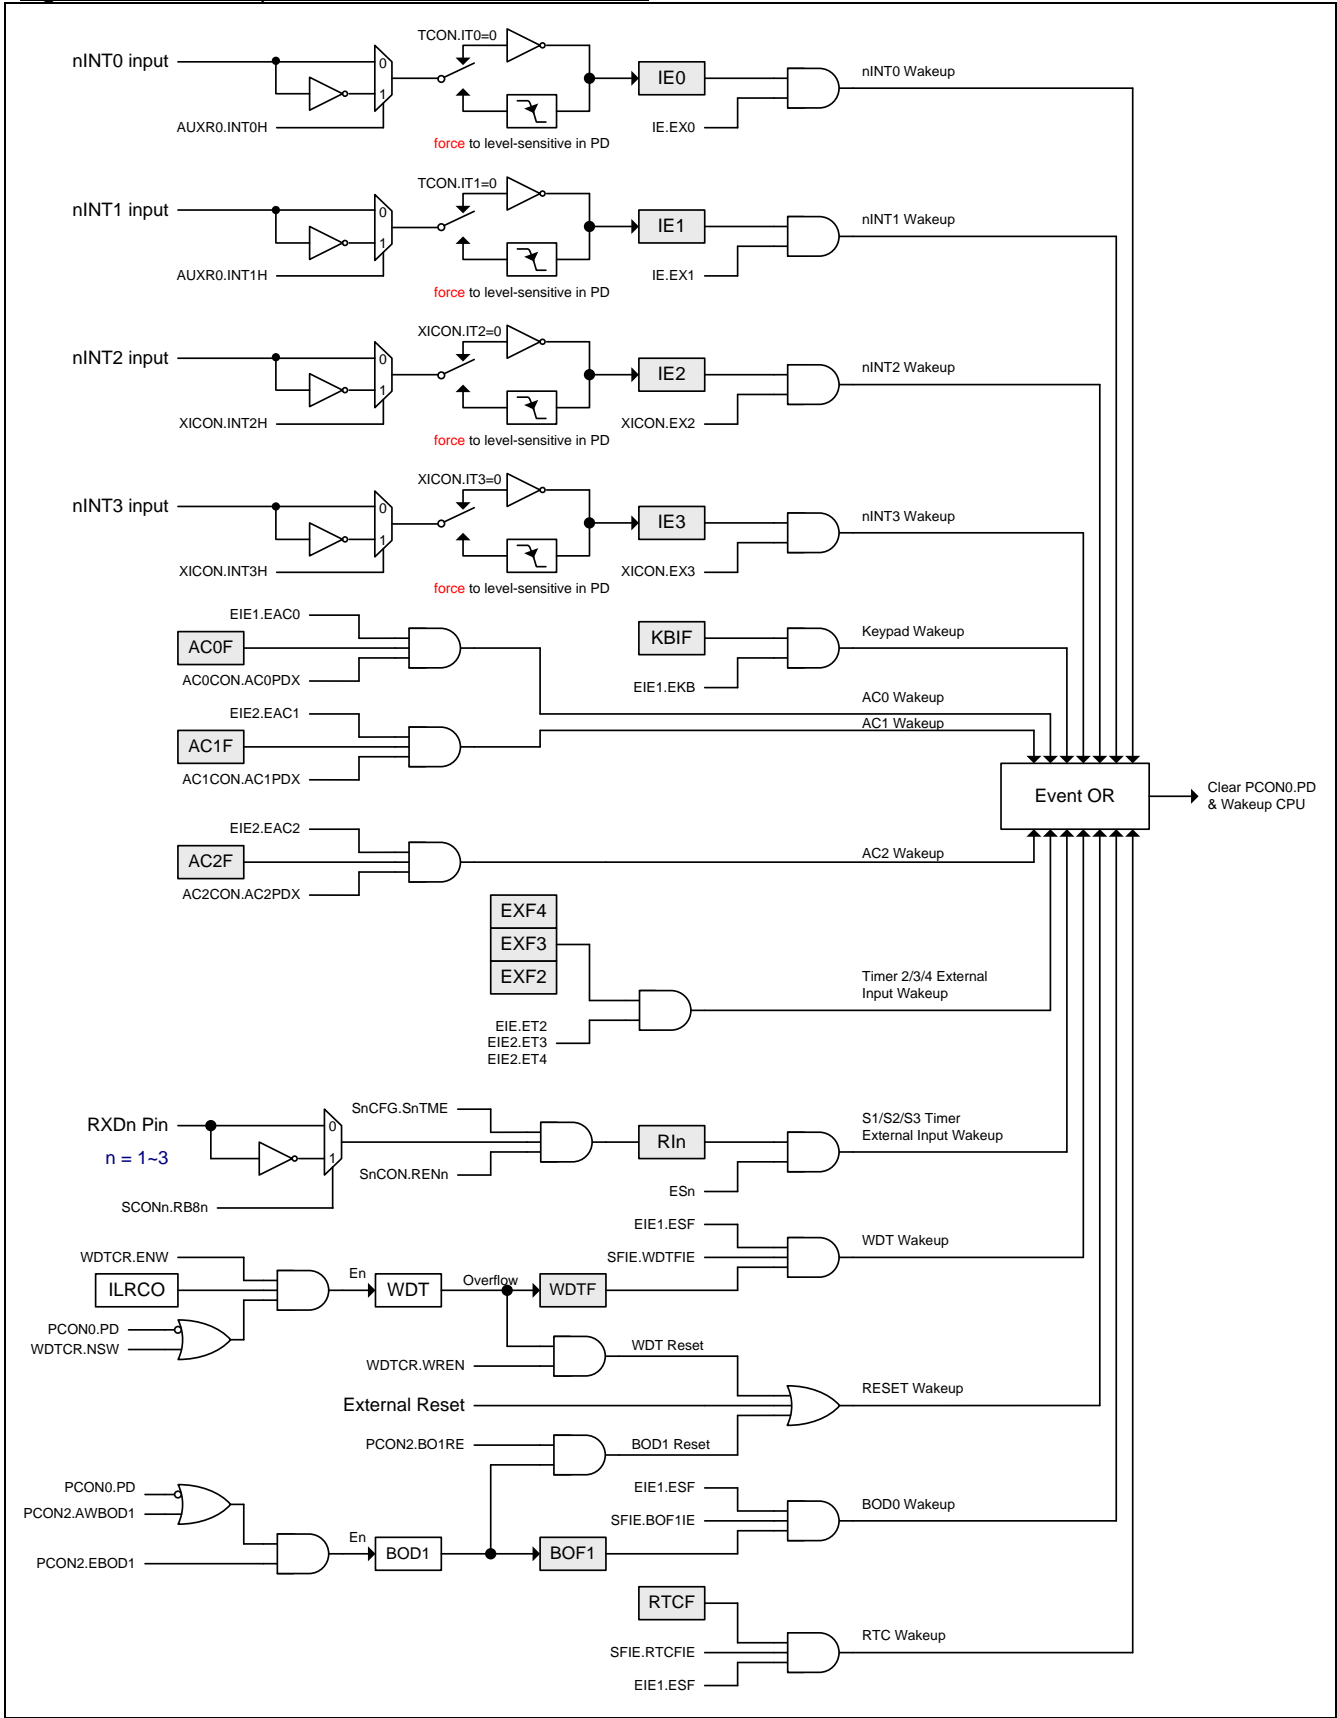 nINT0 input
0
1
AUXR0.INT0H
TCON.IT0=0
force to level-sensitive in PD
IE0
IE.EX0
nINT0 Wakeup
nINT1 input
0
1
AUXR0.INT1H
TCON.IT1=0
force to level-sensitive in PD
IE1
IE.EX1
nINT1 Wakeup
nINT2 input
0
1
XICON.INT2H
XICON.IT2=0
force to level-sensitive in PD
IE2
XICON.EX2
nINT2 Wakeup
nINT3 input
0
1
XICON.INT3H
XICON.IT3=0
force to level-sensitive in PD
IE3
XICON.EX3
nINT3 Wakeup
EIE1.EAC0
AC0F
AC0CON.AC0PDX
KBIF
EIE1.EKB
Keypad Wakeup
AC0 Wakeup
EIE2.EAC1
AC1F
AC1CON.AC1PDX
AC1 Wakeup
Event OR
Clear PCON0.PD
& Wakeup CPU
EIE2.EAC2
AC2F
AC2CON.AC2PDX
AC2 Wakeup
EXF4
EXF3
EXF2
EIE.ET2
EIE2.ET3
EIE2.ET4
Timer 2/3/4 External
Input Wakeup
RXDn Pin
n = 1~3
0
1
SCONn.RB8n
SnCFG.SnTME
SnCON.RENn
RIn
ESn
S1/S2/S3 Timer
External Input Wakeup
WDTCR.ENW
ILRCO
PCON0.PD
WDTCR.NSW
En
WDT
Overflow
WDTF
EIE1.ESF
SFIE.WDTFIE
WDT Wakeup
WDTCR.WREN
WDT Reset
External Reset
RESET Wakeup
PCON2.BO1RE
BOD1 Reset
PCON0.PD
PCON2.AWBOD1
PCON2.EBOD1
En
BOD1
BOF1
EIE1.ESF
SFIE.BOF1IE
BOD0 Wakeup
RTCF
SFIE.RTCFIE
EIE1.ESF
RTC Wakeup